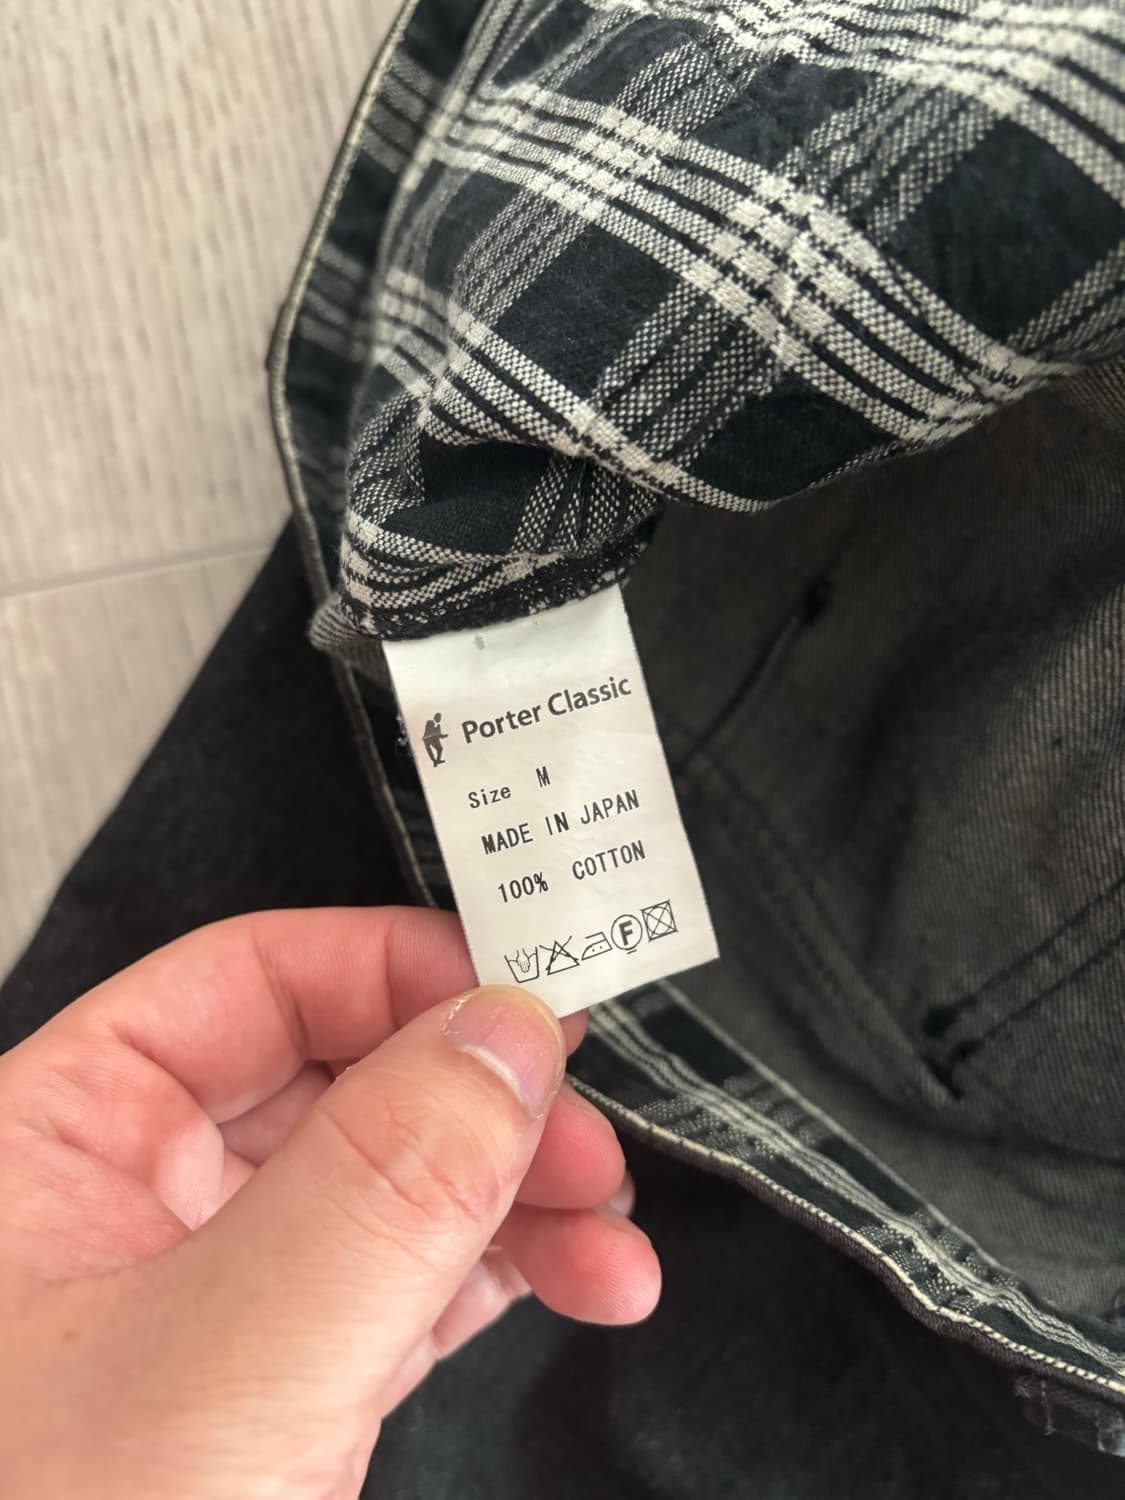 Porter Classic
Size M
MADE IN JAPAN
100% COTTON
F